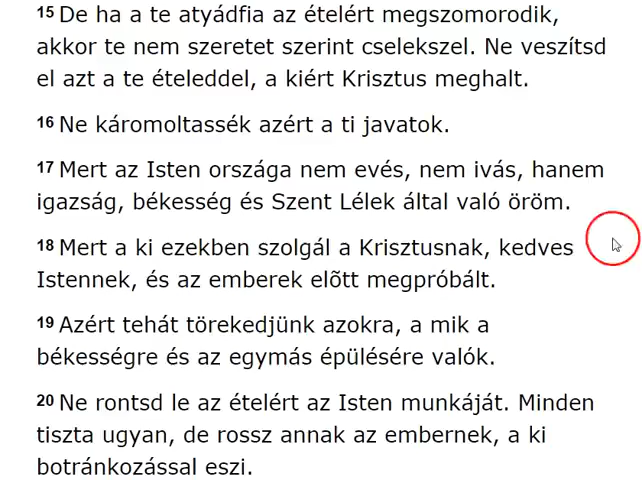 15 De ha a te atyádfia az ételért megszomorodik,
akkor te nem szeretet szerint cselekszel. Ne veszítsd
el azt a te ételeddel, a kiért Krisztus meghalt.
16 Ne káromoltassék azért a ti javatok.
17 Mert az Isten országa nem evés, nem ivás, hanem
igazság, békesség és Szent Lélek által való öröm.
18 Mert a ki ezekben szolgál a Krisztusnak, kedves
Istennek, és az emberek elõtt megpróbált.
19 Azért tehát törekedjünk azokra, a mik a
békességre és az egymás épülésére valók.
20 Ne rontsd le az ételért az Isten munkáját. Minden
tiszta ugyan, de rossz annak az embernek, a ki
botránkozással eszi.